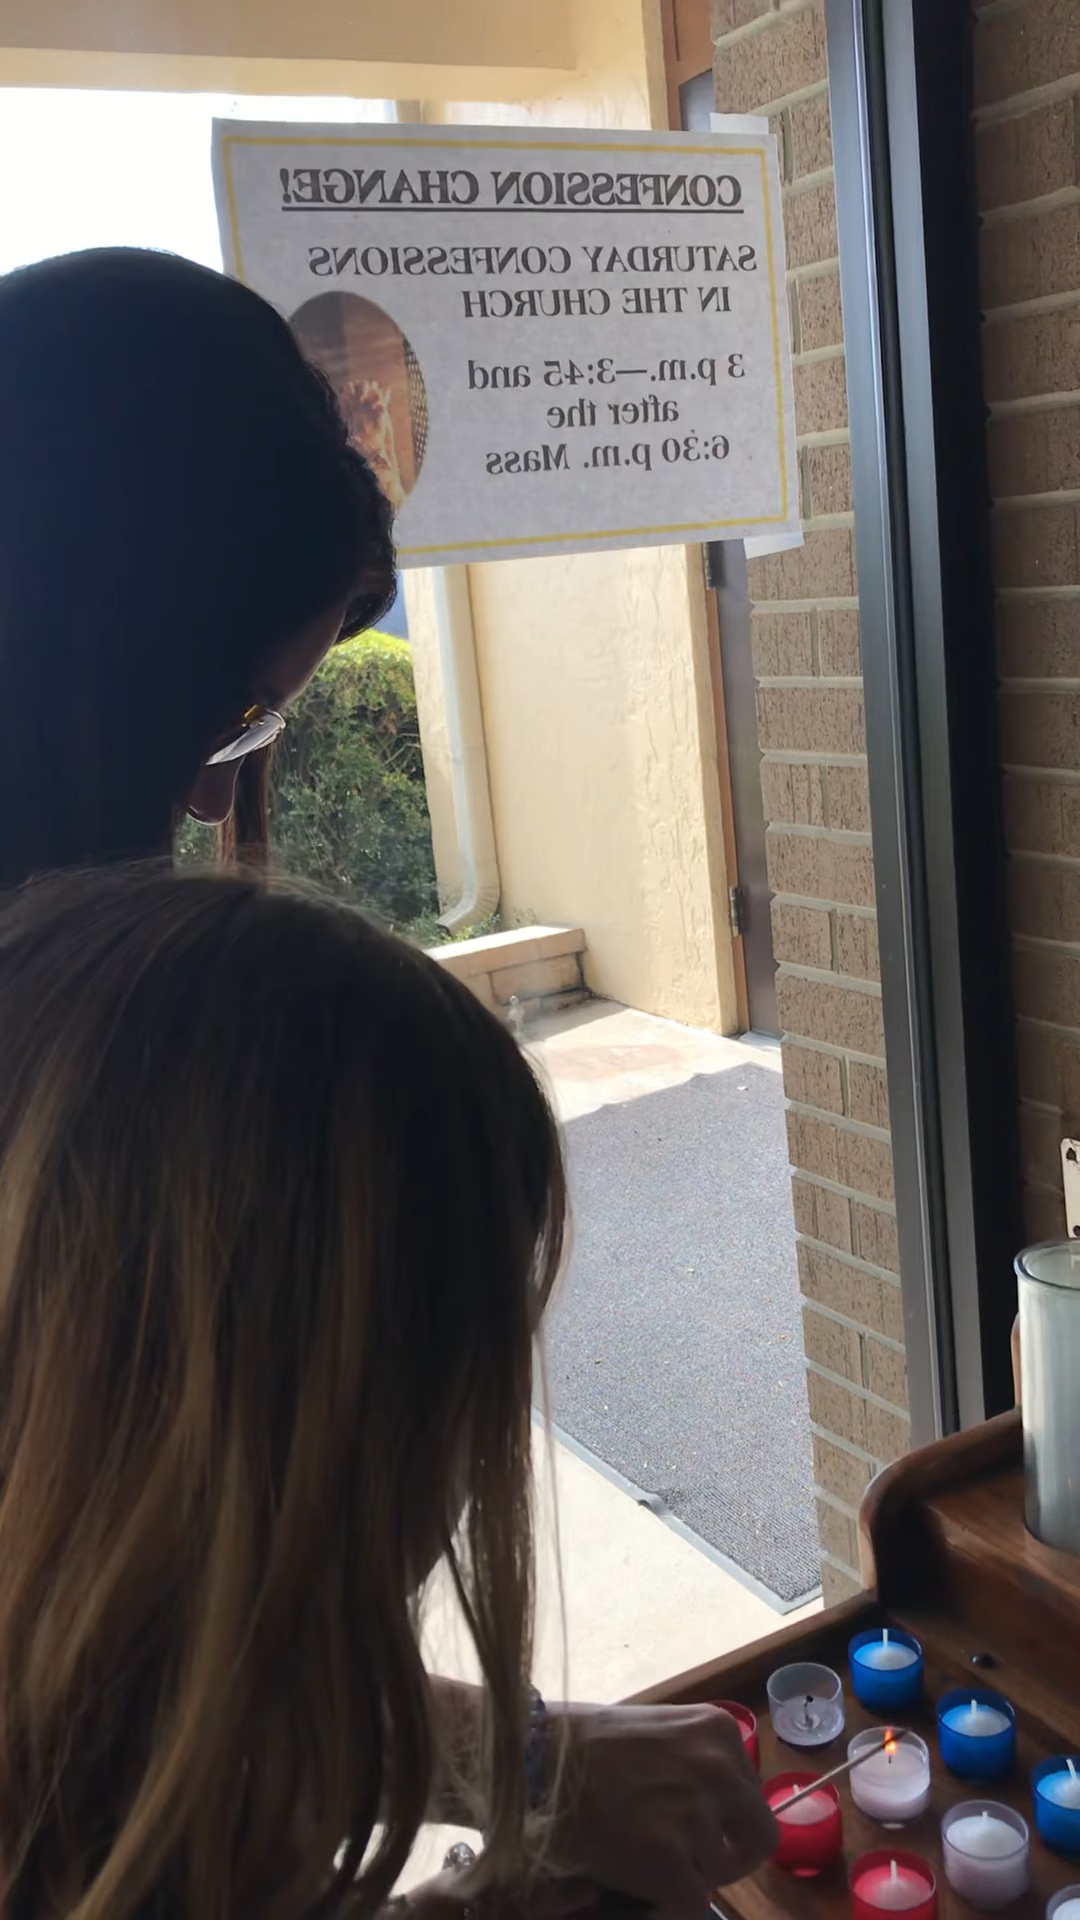 CONFESSION CHANGE!
SATURDAY CONFESSIONS
IN THE CHURCH
3 p.m.—3:45 and
after the
6:30 p.m. Mass